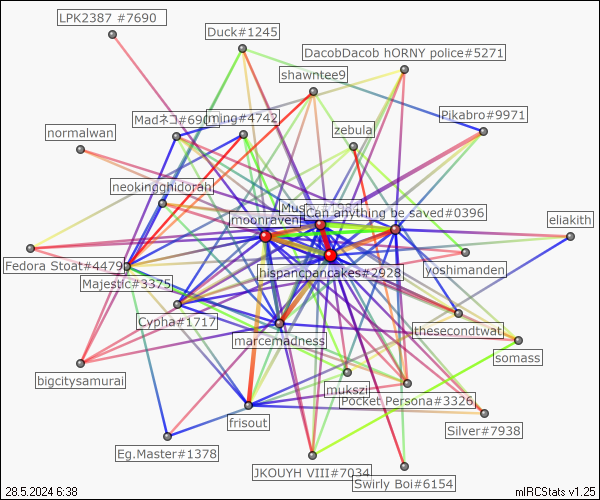 LPK2387 #7690
Duck#1245
DacobDacob hORNY police#5271
shawntee9
Pikabro#9971
Madネコ#690
ming#4742
zebula
normalwan
neokingghidorah
moonraven
Can anything be saved#0396
eliakith
Fedora Stoat#4479
hispancpancakes#2928
yoshimanden
Majestic#3375
Cypha#1717
thesecondtwat
marcemadness
somass
bigcitysamurai
mukszi
Pocket Persona#3326
frisout
Silver#7938
Eg.Master#1378
JKOUYH VIII#7034
Swirly Boi#6154
28.5.2024 6:38
mIRCStats v1.25